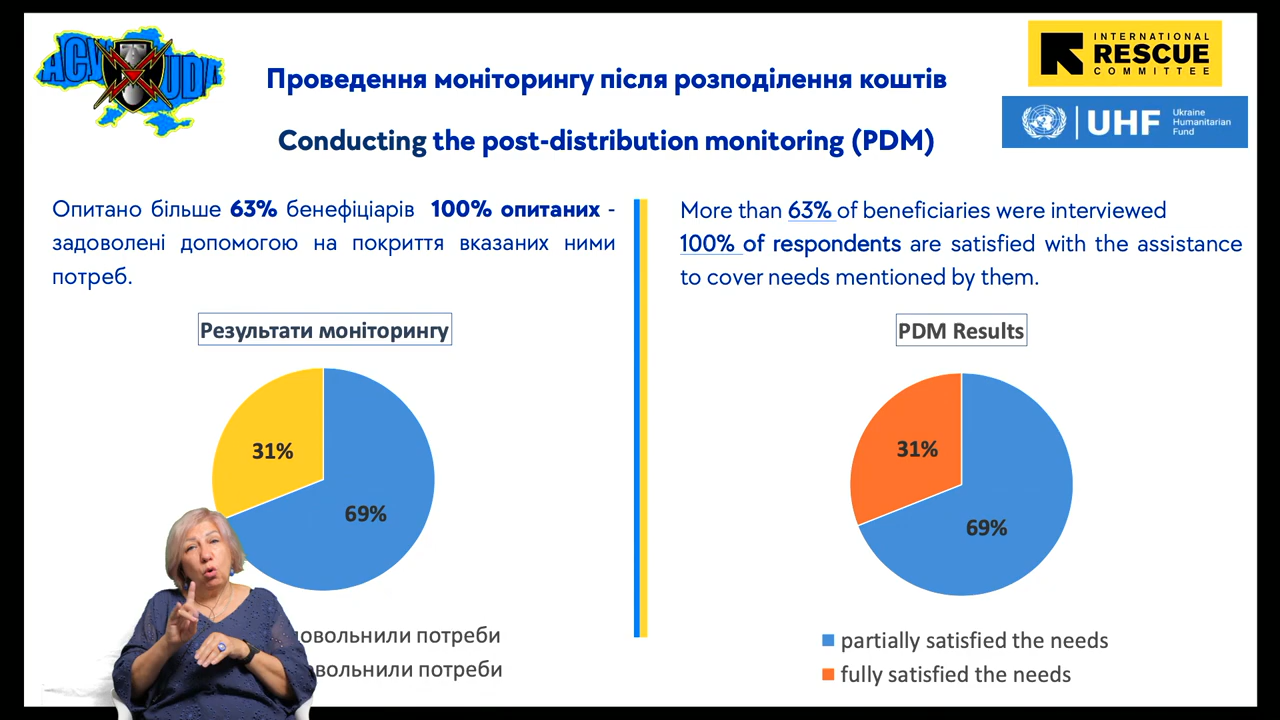 Проведення моніторингу після розподілення коштів
Conducting the post-distribution monitoring (PDM)
INTERNATIONAL
RESCUE
COMMITTEE
UHF
Ukraine
Humanitarian
Fund
Опитано більше 63% бенефіціарів 100% опитаних -
задоволені допомогою на покриття вказаних ними
потреб.
More than 63% of beneficiaries were interviewed
100% of respondents are satisfied with the assistance
to cover needs mentioned by them.
Результати моніторингу
31%
69%
потреби
потреби
PDM Results
31%
69%
partially satisfied the needs
fully satisfied the needs